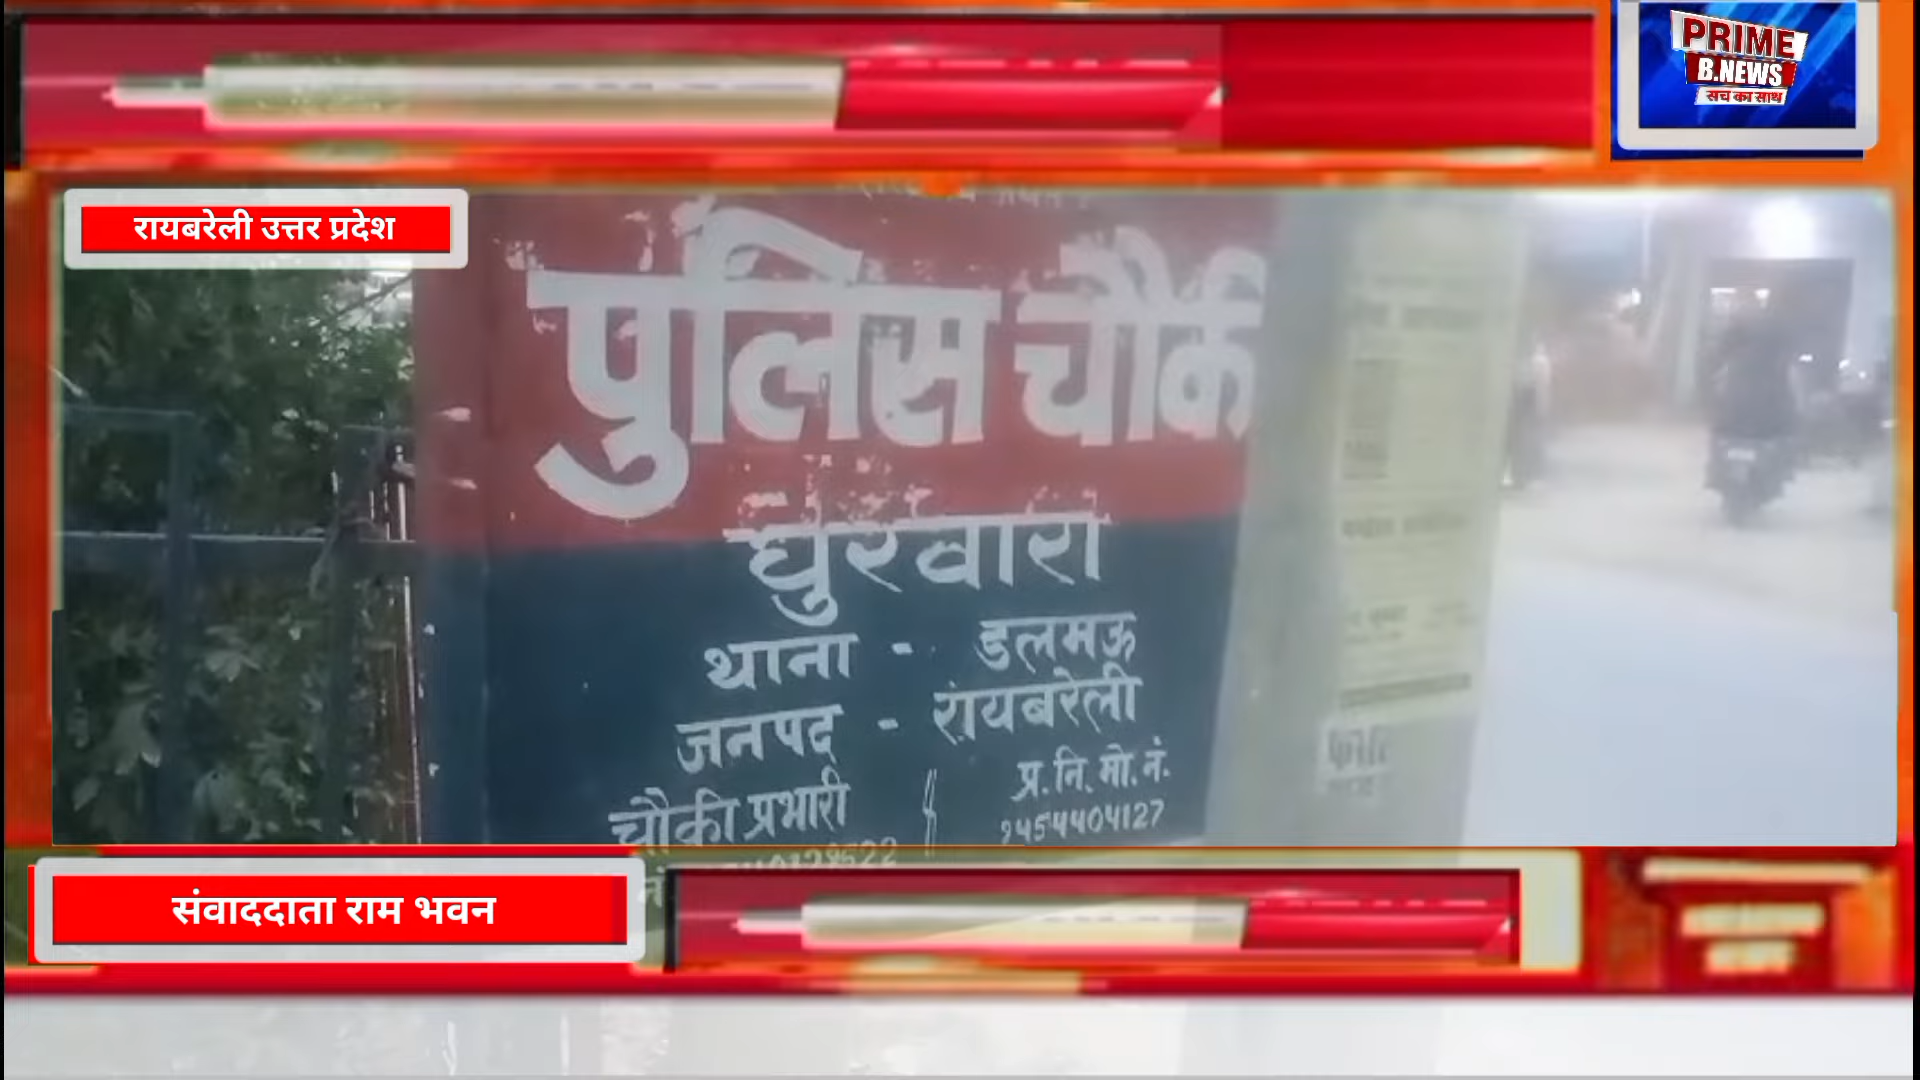 PRIME
B.NEWS
सच का साथ
रायबरेली उत्तर प्रदेश
पुलिस चौकी
घुरवारा
थाना - डलमऊ
जनपद - रायबरेली
चौकी प्रभारी
प्र.नि.मो.नं.
9454404127
संवाददाता राम भवन